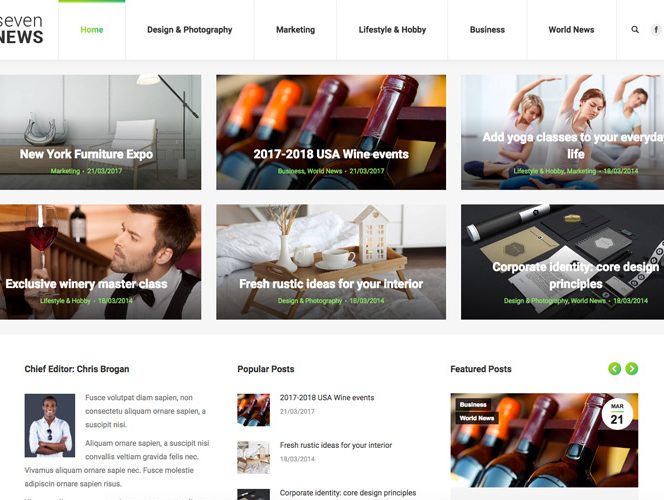 seven
NEWS
Home
Design & Photography
Marketing
Lifestyle & Hobby
Business
World News
New York Furniture Expo
Marketing • 21/03/2017
2017-2018 USA Wine events
Business, World News • 21/03/2017
Add yoga classes to your everyday
life
Lifestyle & Hobby, Marketing • 18/03/2014
Exclusive winery master class
Lifestyle & Hobby • 18/03/2014
Fresh rustic ideas for your interior
Design & Photography • 18/03/2014
Corporate identity: core design
principles
Design & Photography, World News • 18/03/2014
Chief Editor: Chris Brogan
Fusce volutpat diam sapien, non
consectetu aliquam ornare sapien, a
suscipit nisi.
Aliquam ornare sapien, a suscipit nisi
convallis veltiam gravida felis nec.
Vivamus aliquam ornare sapie nec. Fusce molestie
adipiscin ornare sapien risus.
Popular Posts
2017-2018 USA Wine events
21/03/2017
Fresh rustic ideas for your interior
18/03/2014
Corporate identity: core design principles
Featured Posts
Business
World News
MAR
21